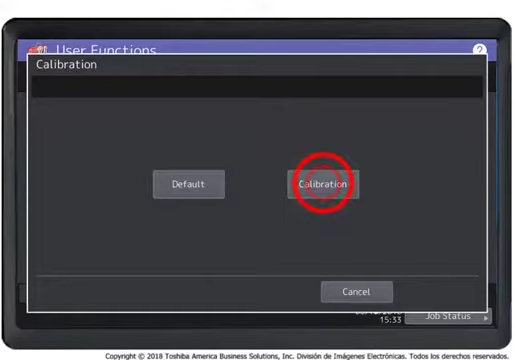 User Functions
?
Calibration
Default
Calibration
Cancel
15:33
Job Status
Copyright © 2018 Toshiba America Business Solutions, Inc. División de Imágenes Electrónicas. Todos los derechos reservados.